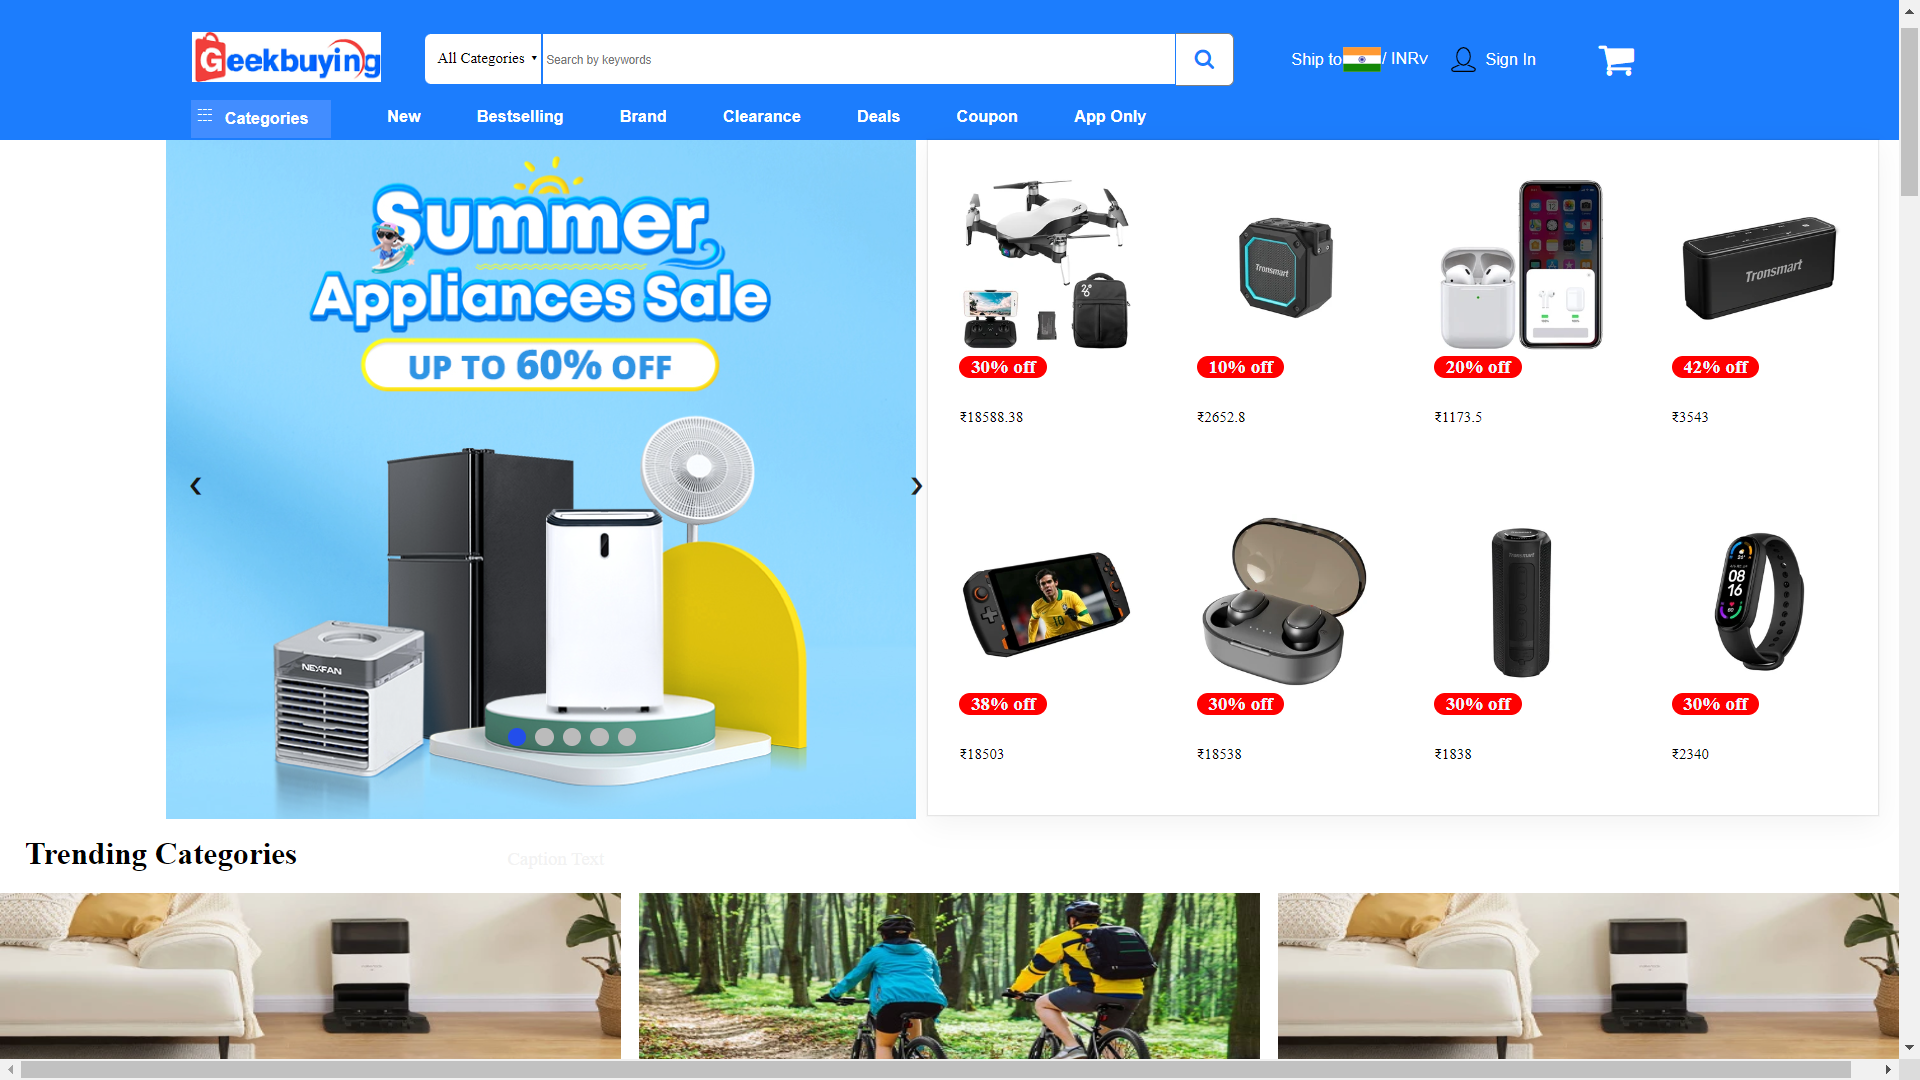 Geekbuying
All Categories
Search by keywords
Ship to / INRv
Sign In
Categories
New
Bestselling
Brand
Clearance
Deals
Coupon
App Only
Summer
Appliances Sale
UP TO 60% OFF
NEXFAN
❮
❯
Tronsmart
Tronsmart
30% off
10% off
20% off
42% off
₹18588.38
₹2652.8
₹1173.5
₹3543
10
Tronsmart
08
16
38% off
30% off
30% off
30% off
₹18503
₹18538
₹1838
₹2340
Trending Categories
Caption Text